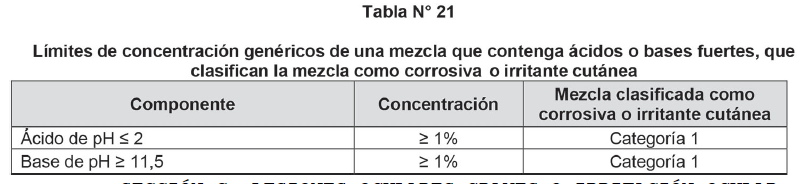 Tabla N° 21
Límites de concentración genéricos de una mezcla que contenga ácidos o bases fuertes, que
clasifican la mezcla como corrosiva o irritante cutánea
Componente Concentración Mezcla clasificada como
corrosiva o irritante cutánea
Ácido de pH ≤ 2 ≥ 1% Categoría 1
Base de pH ≥ 11,5 ≥ 1% Categoría 1